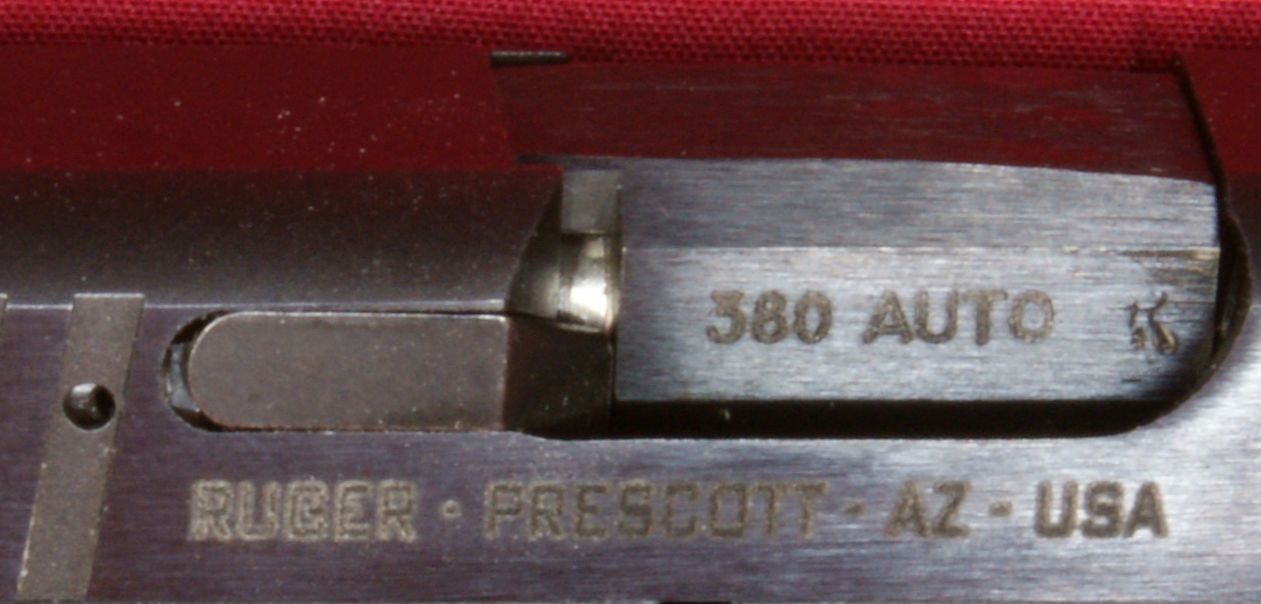 380 AUTO
RUGER · PRESCOTT · AZ · USA